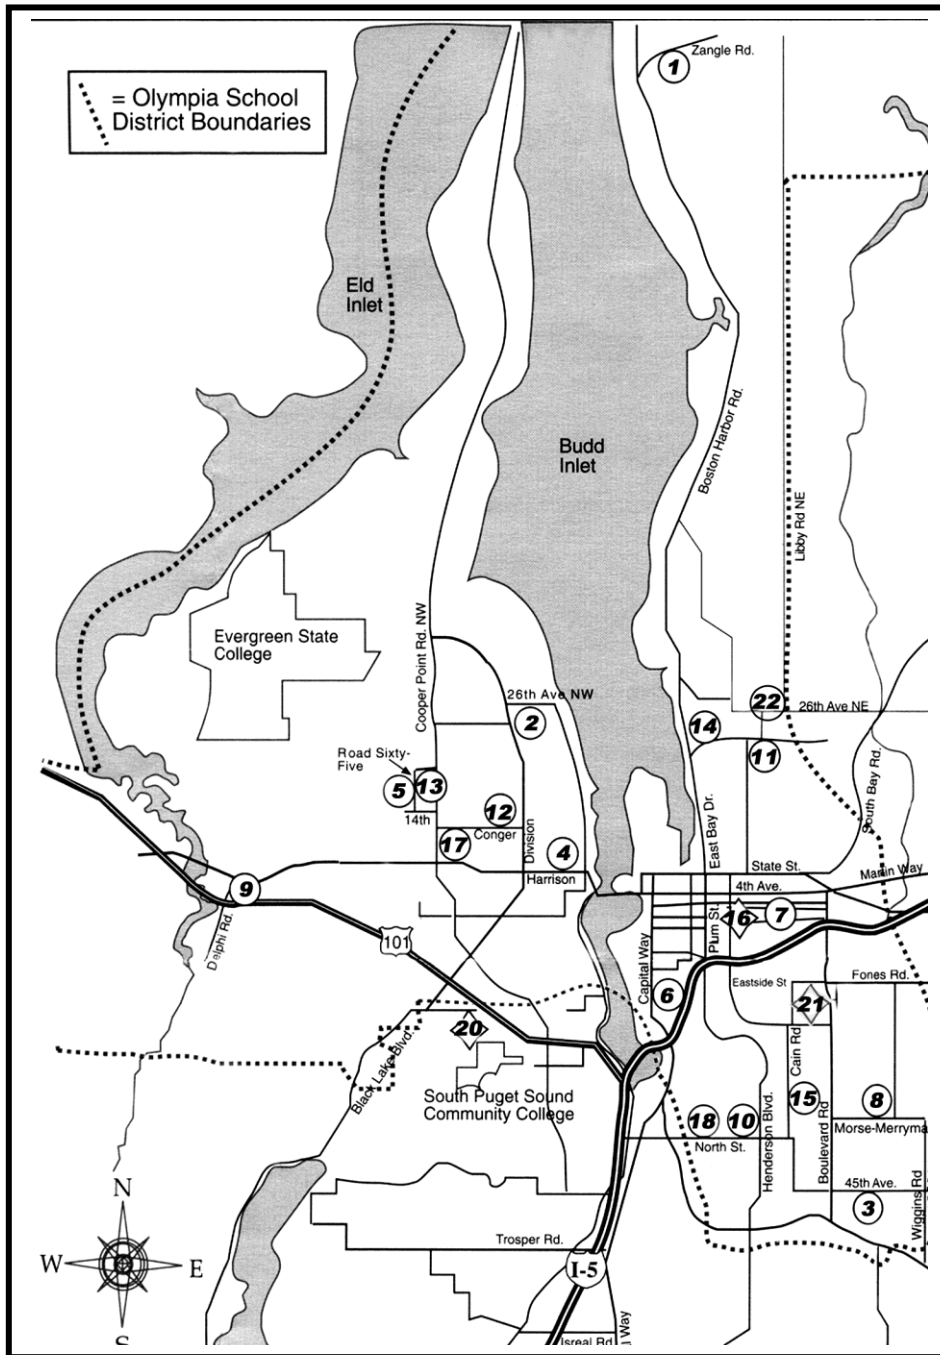 Zangle Rd.
1
= Olympia School
District Boundaries
Eld
Inlet
Boston Harbor Rd.
Budd
Inlet
Libby Rd NE
Evergreen State
College
Cooper Point Rd. NW
26th Ave NW
2
22
26th Ave NE
14
11
Road Sixty-
Five
5
13
South Bay Rd.
12
14th
Conger
17
Division
4
East Bay Dr.
Harrison
State St.
Martin Way
4th Ave.
9
Delphi Rd.
16
7
Plum St.
101
Capital Way
6
Eastside St
Fones Rd.
21
20
Black Lake Blvd.
Cain Rd
South Puget Sound
Community College
15
8
18
10
Henderson Blvd.
Boulevard Rd
Morse-Merryma
North St.
45th Ave.
3
Wiggins Rd
N
W
E
S
Trosper Rd.
I-5
Isreal Rd
Way